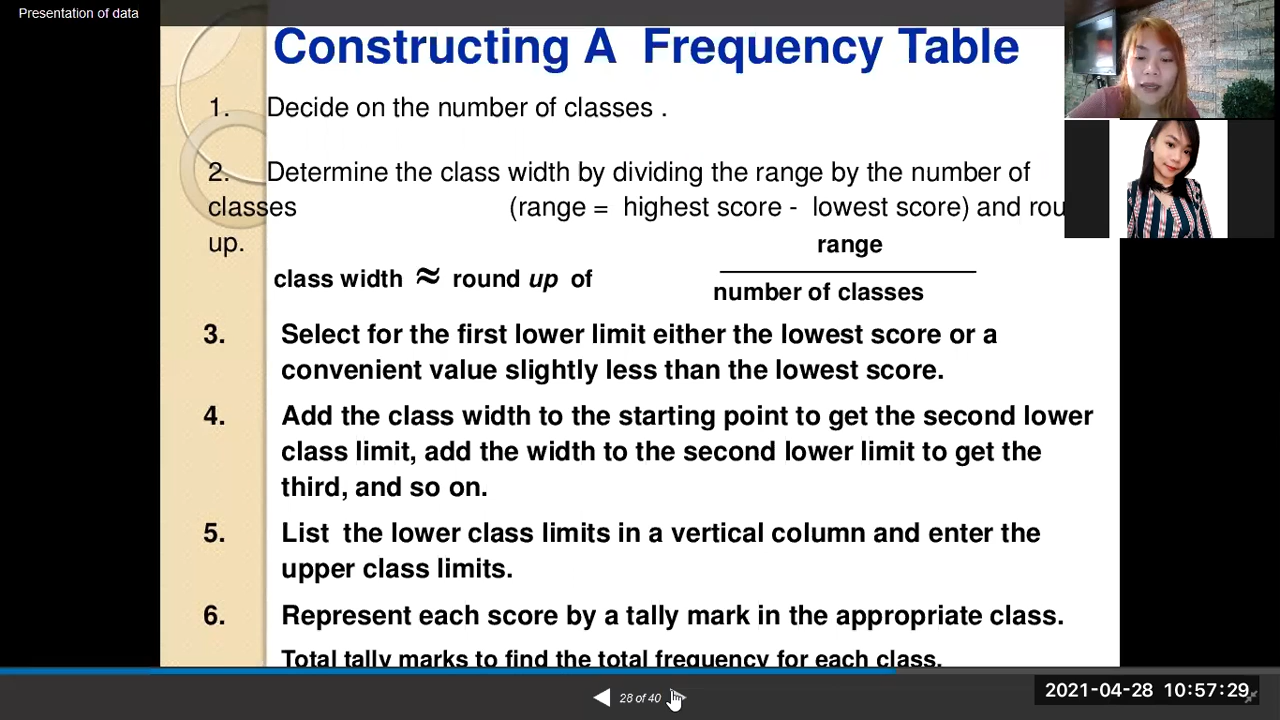 Presentation of data
Constructing A Frequency Table
1. Decide on the number of classes .
2. Determine the class width by dividing the range by the number of
classes (range = highest score - lowest score) and
up.
range
class width ≈ round up of
number of classes
3. Select for the first lower limit either the lowest score or a
convenient value slightly less than the lowest score.
4. Add the class width to the starting point to get the second lower
class limit, add the width to the second lower limit to get the
third, and so on.
5. List the lower class limits in a vertical column and enter the
upper class limits.
6. Represent each score by a tally mark in the appropriate class.
Total tally marks to find the total frequency for each class.
28 of 40
2021-04-28 10:57:29